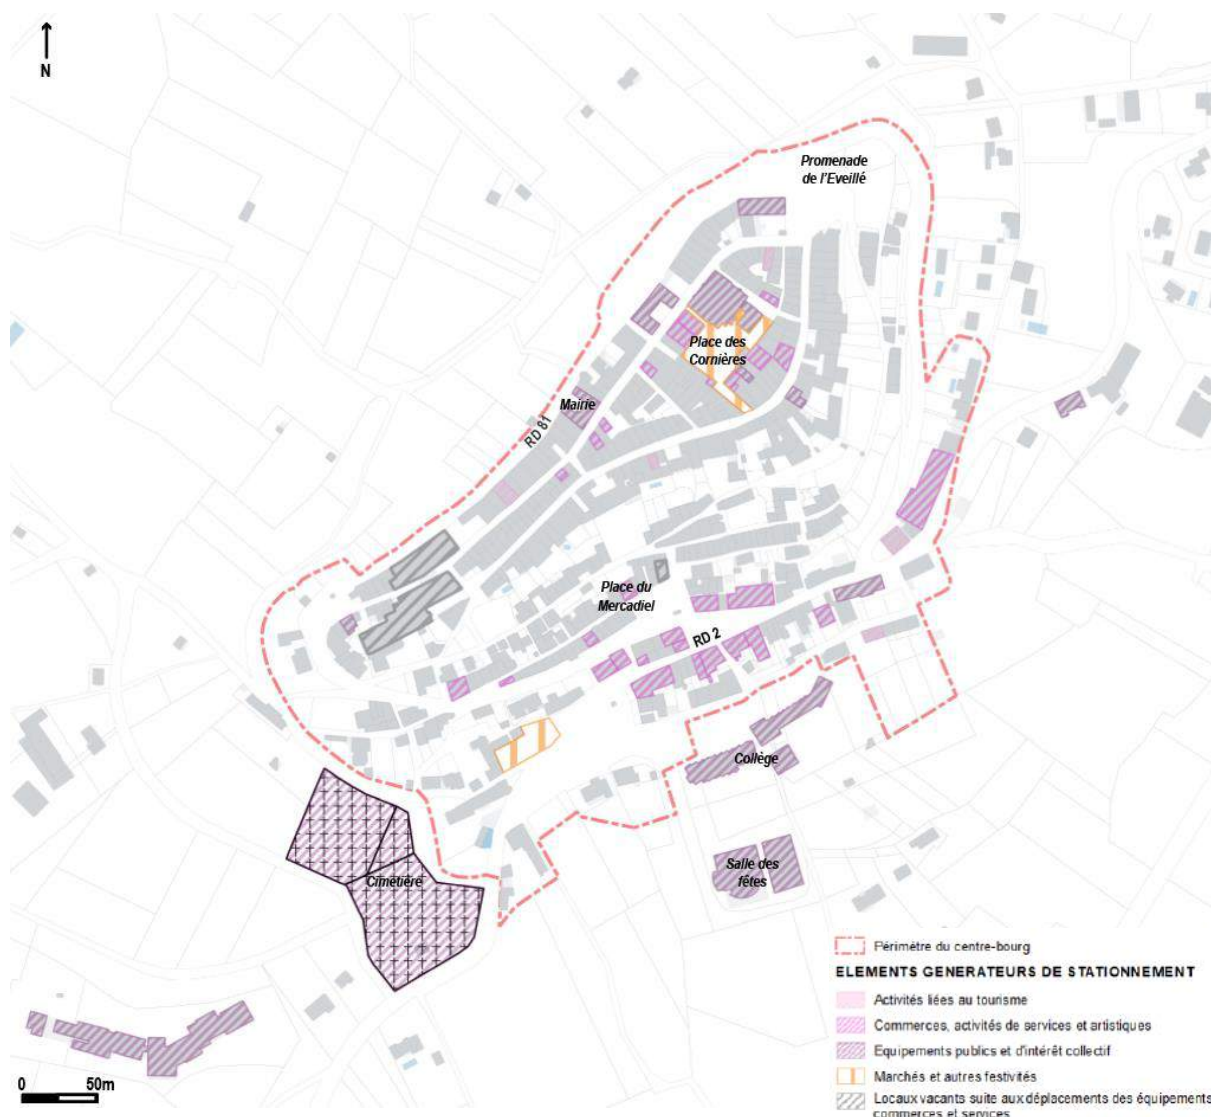 N
Promenade
de l'Eveillé
Place des
Cornières
Mairie
RD 81
Place du
Mercadiel
RD 2
Collège
Salle des
fêtes
Cimetière
0 50m
Périmètre du centre-bourg
ELEMENTS GENERATEURS DE STATIONNEMENT
Activités liées au tourisme
Commerces, activités de services et artistiques
Equipements publics et d'intérêt collectif
Marchés et autres festivités
Locaux vacants suite aux déplacements des équipements
commerces et services